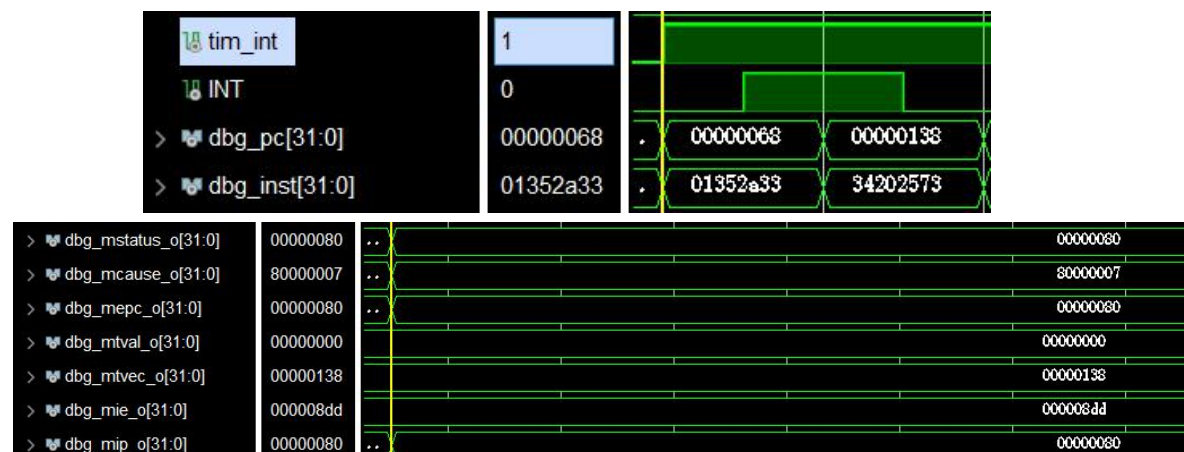 tim_int 1
INT 0
dbg_pc[31:0] 00000068 . 00000068 00000138
dbg_inst[31:0] 01352a33 . 01352a33 34202573
dbg_mstatus_o[31:0] 00000080 .. 00000080
dbg_mcause_o[31:0] 80000007 .. 80000007
dbg_mepc_o[31:0] 00000080 .. 00000080
dbg_mtval_o[31:0] 00000000 00000000
dbg_mtvec_o[31:0] 00000138 00000138
dbg_mie_o[31:0] 000008dd 000008dd
dbg_mip_o[31:0] 00000080 .. 00000080